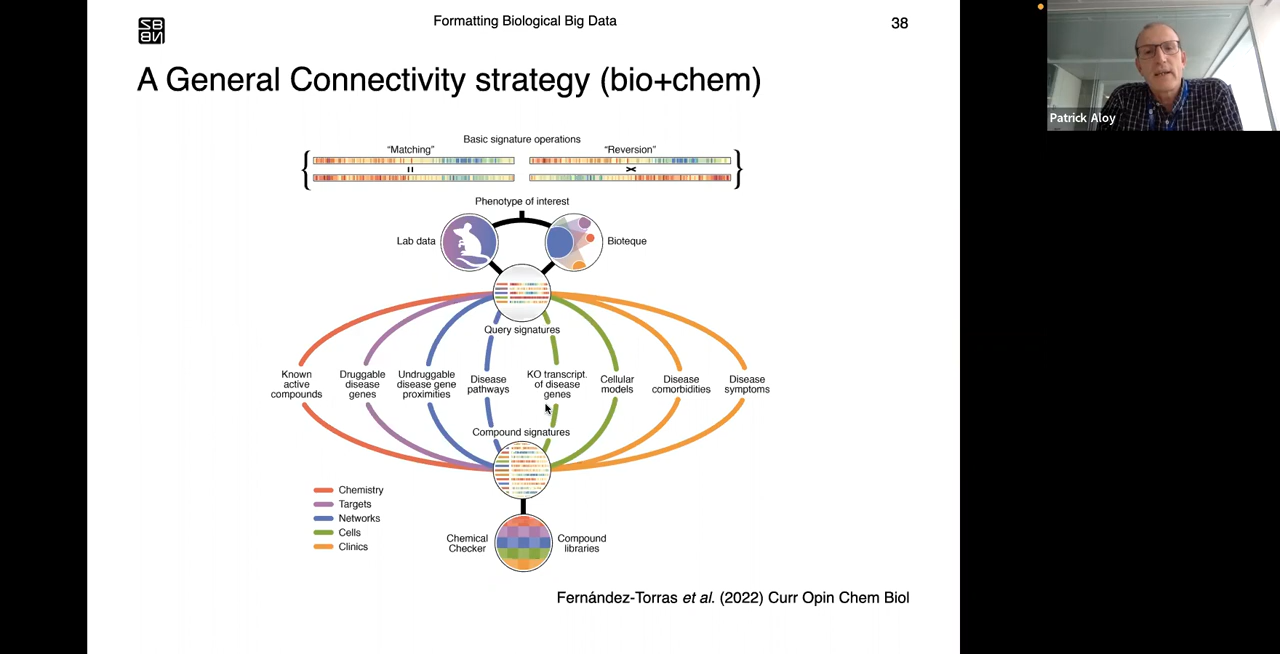 SB
NB
Formatting Biological Big Data
38
A General Connectivity strategy (bio+chem)
Basic signature operations
"Matching"
"Reversion"
Phenotype of interest
Lab data
Bioteque
Query signatures
Known
active
compounds
Druggable
disease
genes
Undruggable
disease gene
proximities
Disease
pathways
KO transcript.
of disease
genes
Cellular
models
Disease
comorbidities
Disease
symptoms
Compound signatures
Chemistry
Targets
Networks
Cells
Clinics
Chemical
Checker
Compound
libraries
Fernández-Torras et al. (2022) Curr Opin Chem Biol
Patrick Aloy